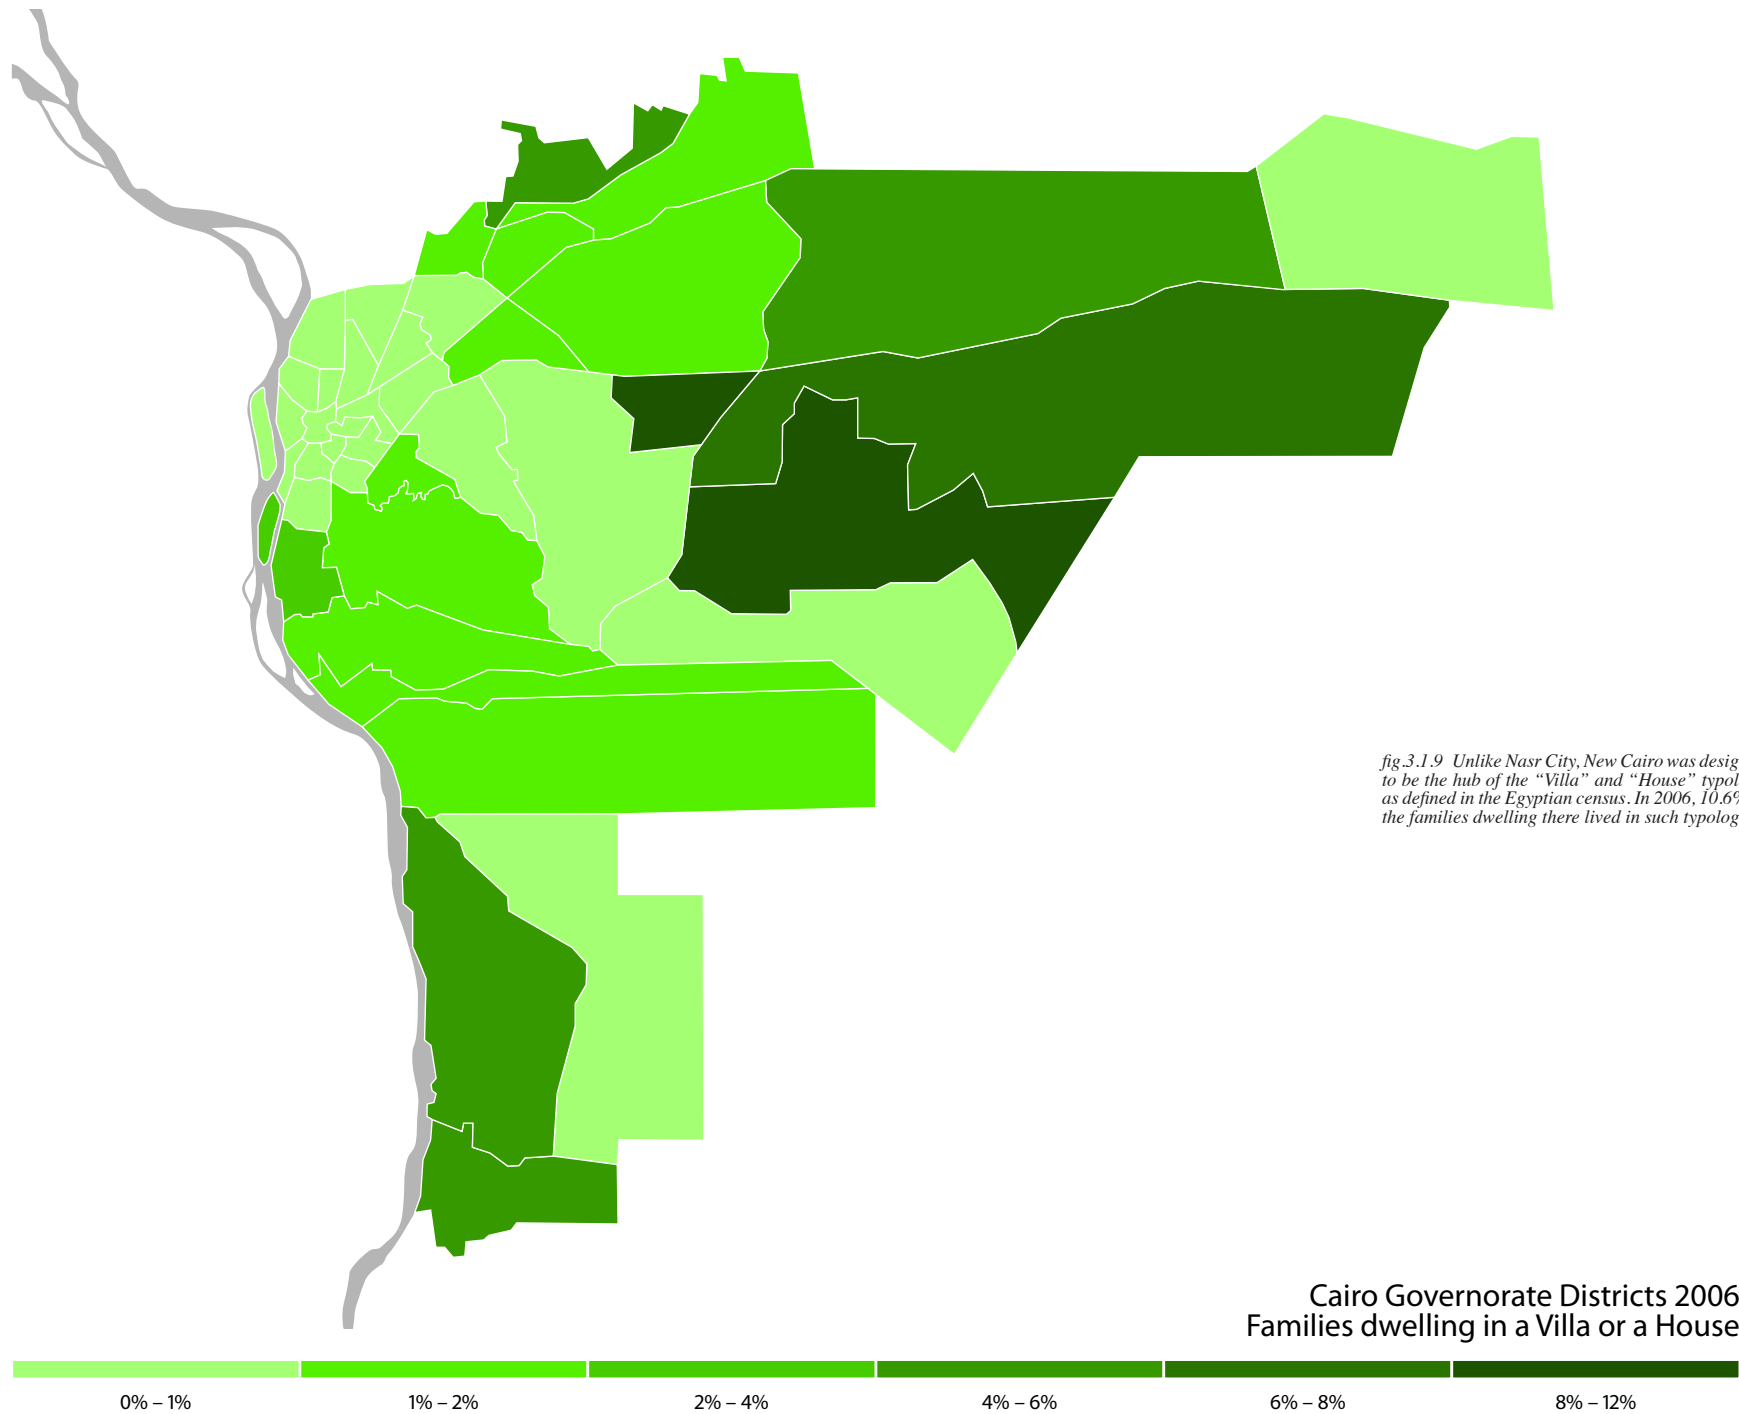 fig.3.1.9 Unlike Nasr City, New Cairo was desig
to be the hub of the “Villa” and “House” typol
as defined in the Egyptian census. In 2006, 10.6%
the families dwelling there lived in such typolog
Cairo Governorate Districts 2006
Families dwelling in a Villa or a House
0% – 1% 1% – 2% 2% – 4% 4% – 6% 6% – 8% 8% – 12%